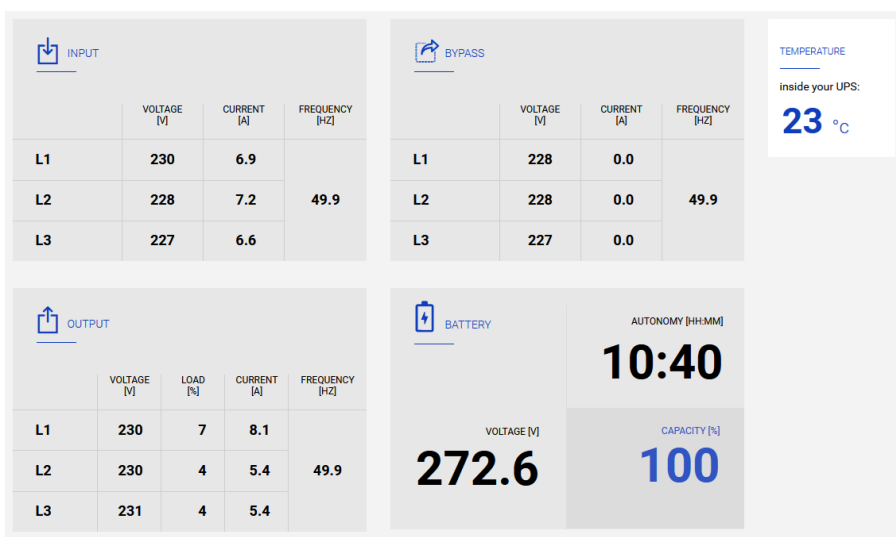 INPUT
VOLTAGE [V] CURRENT [A] FREQUENCY [HZ]
L1 230 6.9
L2 228 7.2 49.9
L3 227 6.6
BYPASS
VOLTAGE [V] CURRENT [A] FREQUENCY [HZ]
L1 228 0.0
L2 228 0.0 49.9
L3 227 0.0
TEMPERATURE
inside your UPS:
23 °C
OUTPUT
VOLTAGE [V] LOAD [%] CURRENT [A] FREQUENCY [HZ]
L1 230 7 8.1
L2 230 4 5.4 49.9
L3 231 4 5.4
BATTERY
AUTONOMY [HH:MM]
10:40
VOLTAGE [V]
272.6
CAPACITY [%]
100